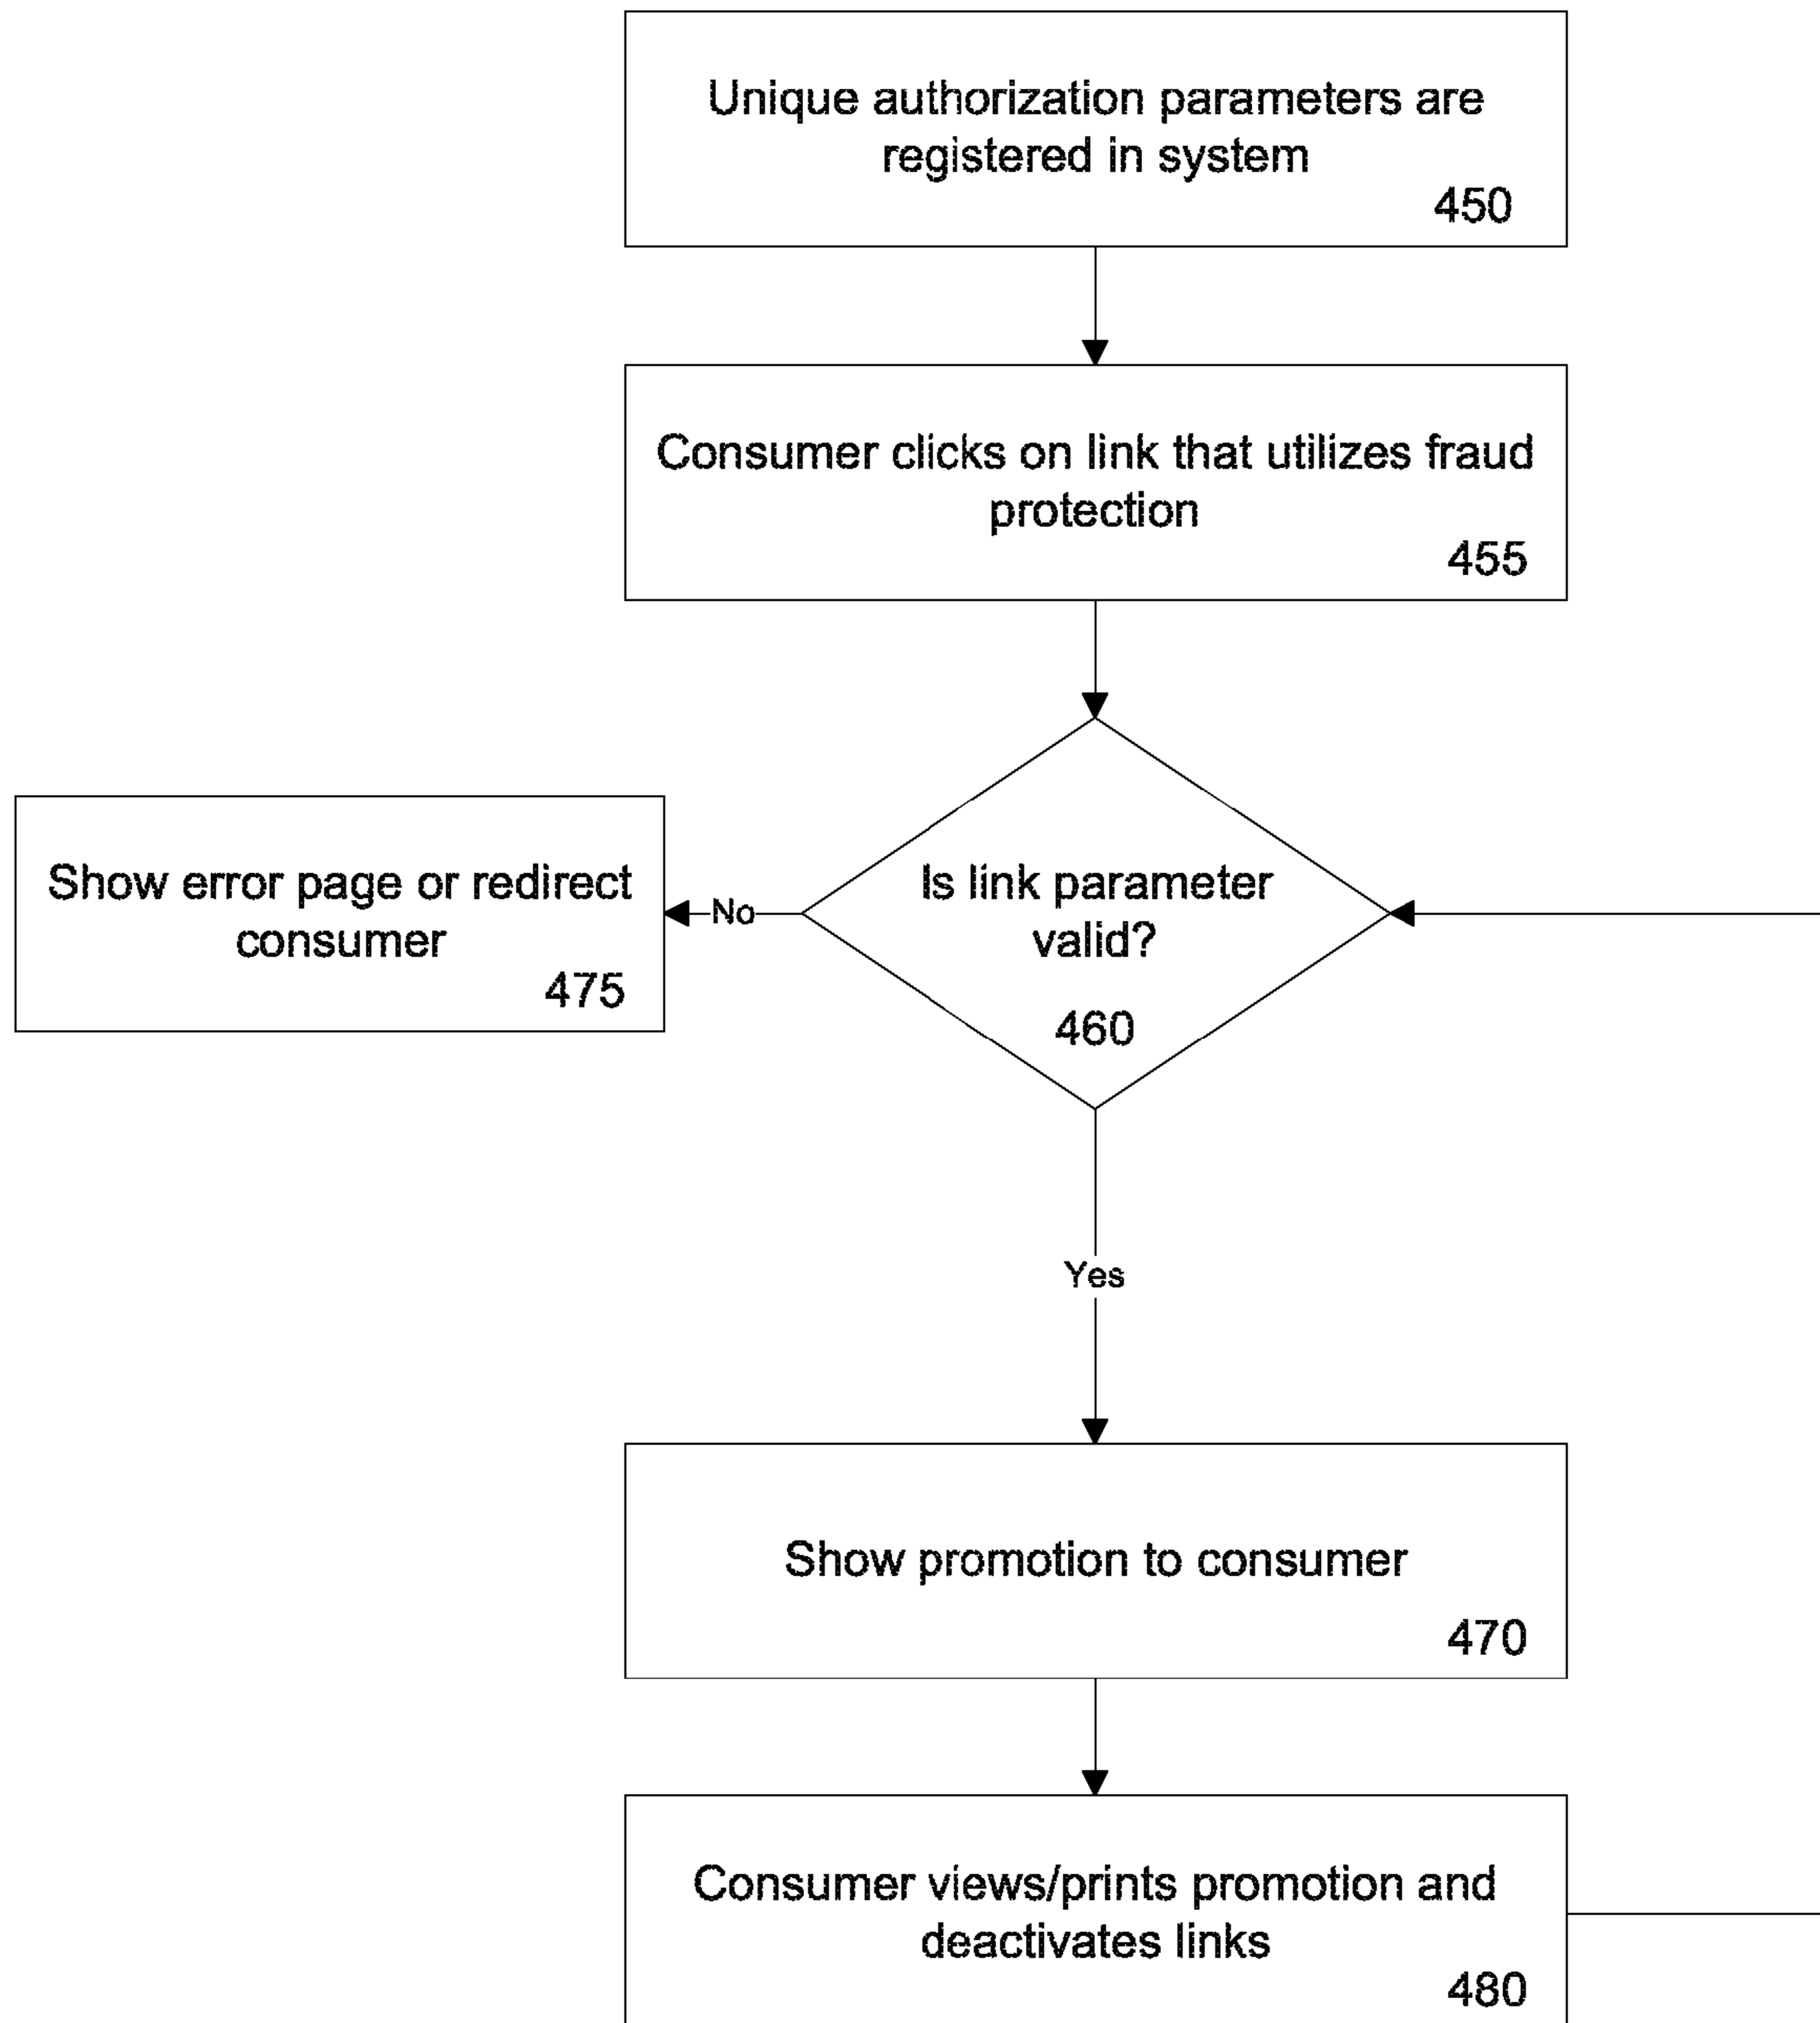 Unique authorization parameters are
registered in system
450
Consumer clicks on link that utilizes fraud
protection
455
Is link parameter
valid?
460
No
Show error page or redirect
consumer
475
Yes
Show promotion to consumer
470
Consumer views/prints promotion and
deactivates links
480